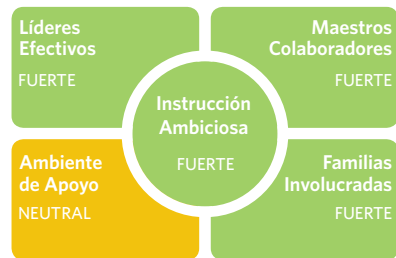 Líderes
Efectivos
FUERTE
Maestros
Colaboradores
FUERTE
Instrucción
Ambiciosa
FUERTE
Ambiente
de Apoyo
NEUTRAL
Familias
Involucradas
FUERTE